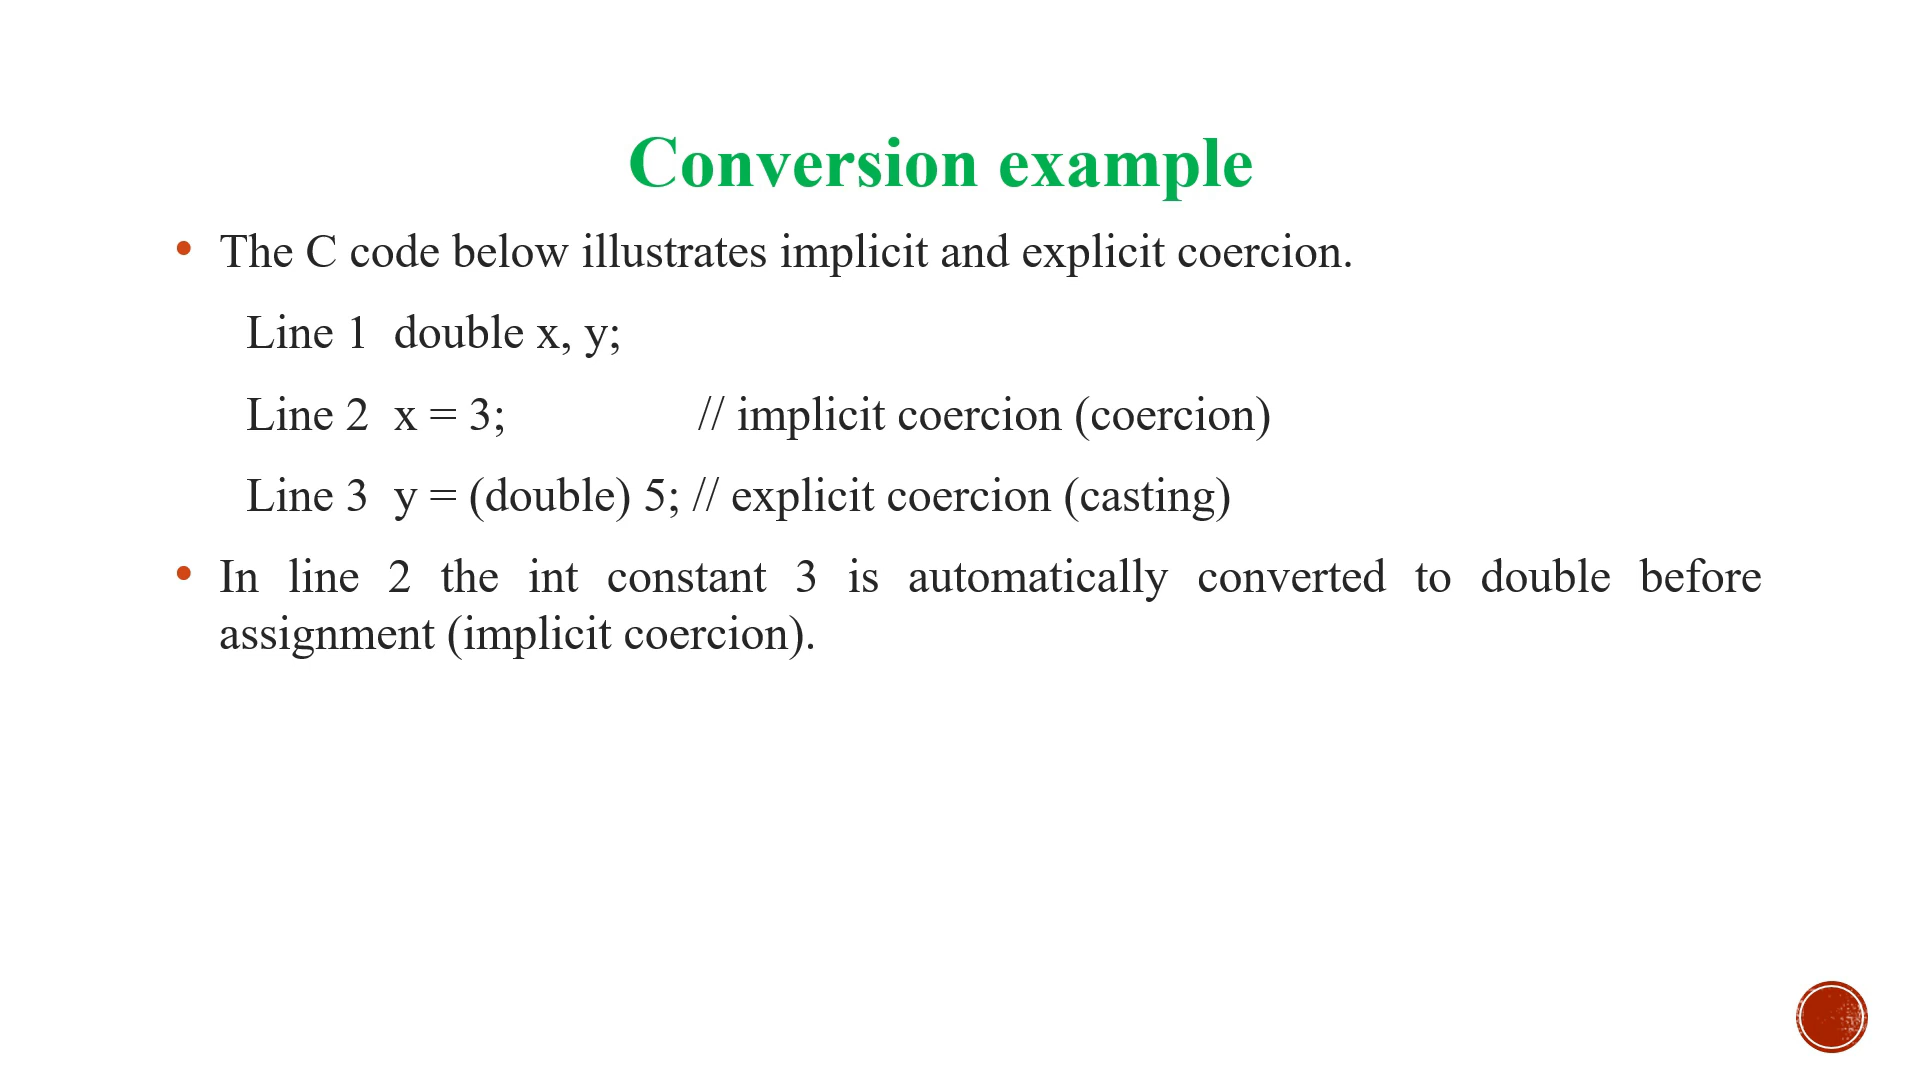 Conversion example
• The C code below illustrates implicit and explicit coercion.
Line 1 double x, y;
Line 2 x = 3; // implicit coercion (coercion)
Line 3 y = (double) 5; // explicit coercion (casting)
• In line 2 the int constant 3 is automatically converted to double before
assignment (implicit coercion).